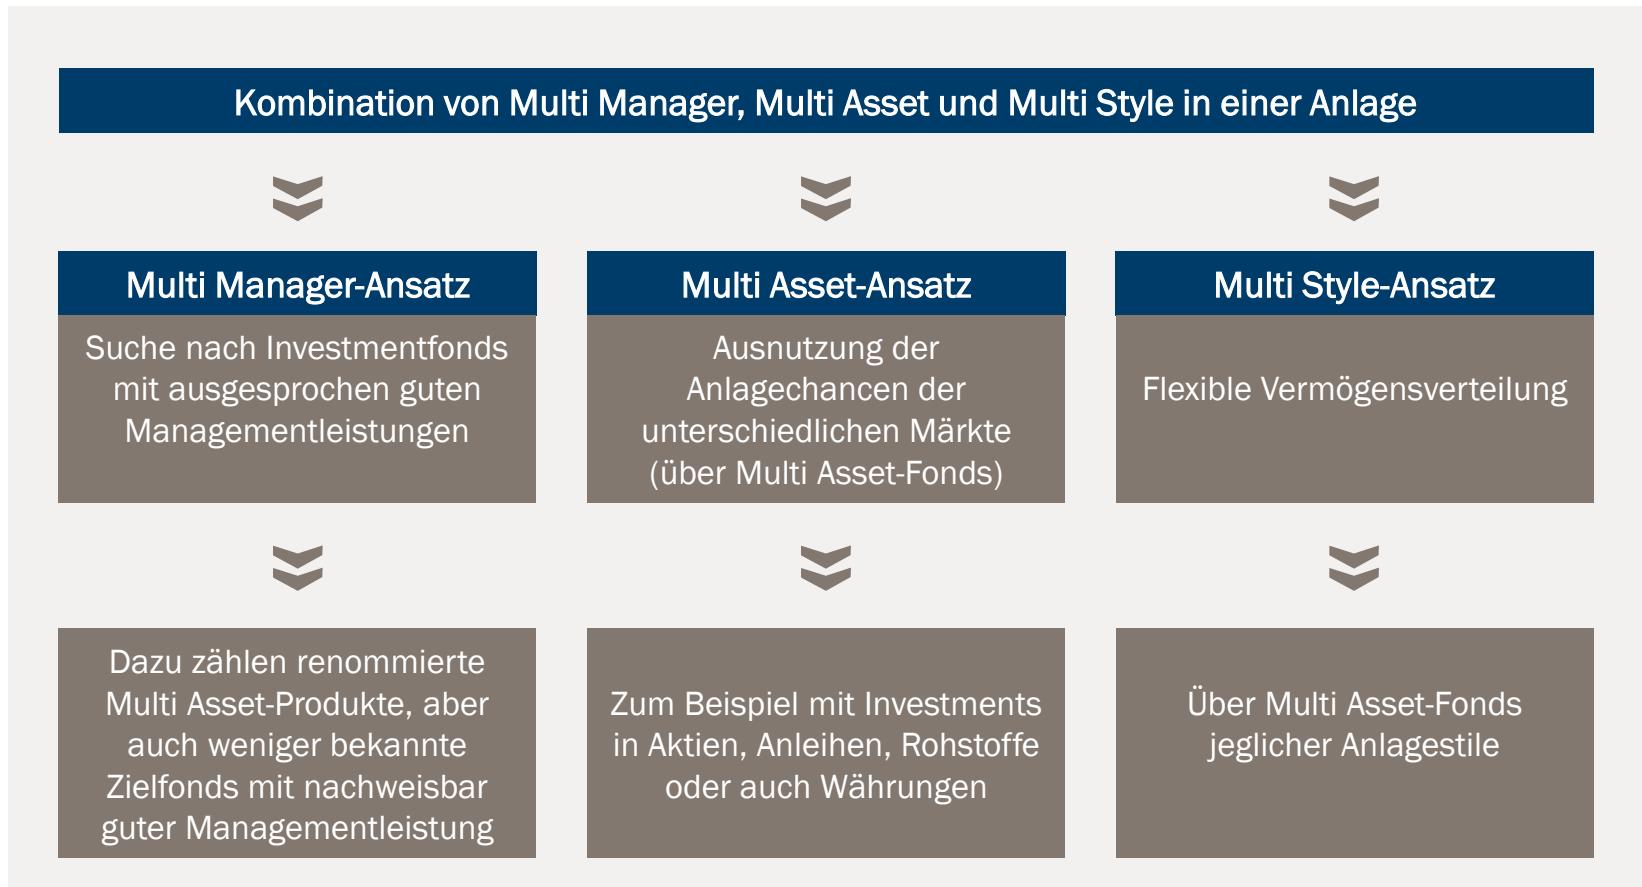 Kombination von Multi Manager, Multi Asset und Multi Style in einer Anlage
Multi Manager-Ansatz
Suche nach Investmentfonds
mit ausgesprochen guten
Managementleistungen
Dazu zählen renommierte
Multi Asset-Produkte, aber
auch weniger bekannte
Zielfonds mit nachweisbar
guter Managementleistung
Multi Asset-Ansatz
Ausnutzung der
Anlagechancen der
unterschiedlichen Märkte
(über Multi Asset-Fonds)
Zum Beispiel mit Investments
in Aktien, Anleihen, Rohstoffe
oder auch Währungen
Multi Style-Ansatz
Flexible Vermögensverteilung
Über Multi Asset-Fonds
jeglicher Anlagestile